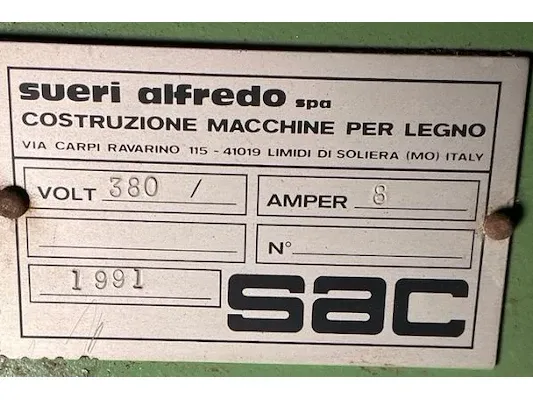 sueri alfredo spa
COSTRUZIONE MACCHINE PER LEGNO
VIA CARPI RAVARINO 115 - 41019 LIMIDI DI SOLIERA (MO) ITALY
VOLT 380 /
AMPER 8
N°
1991
sac